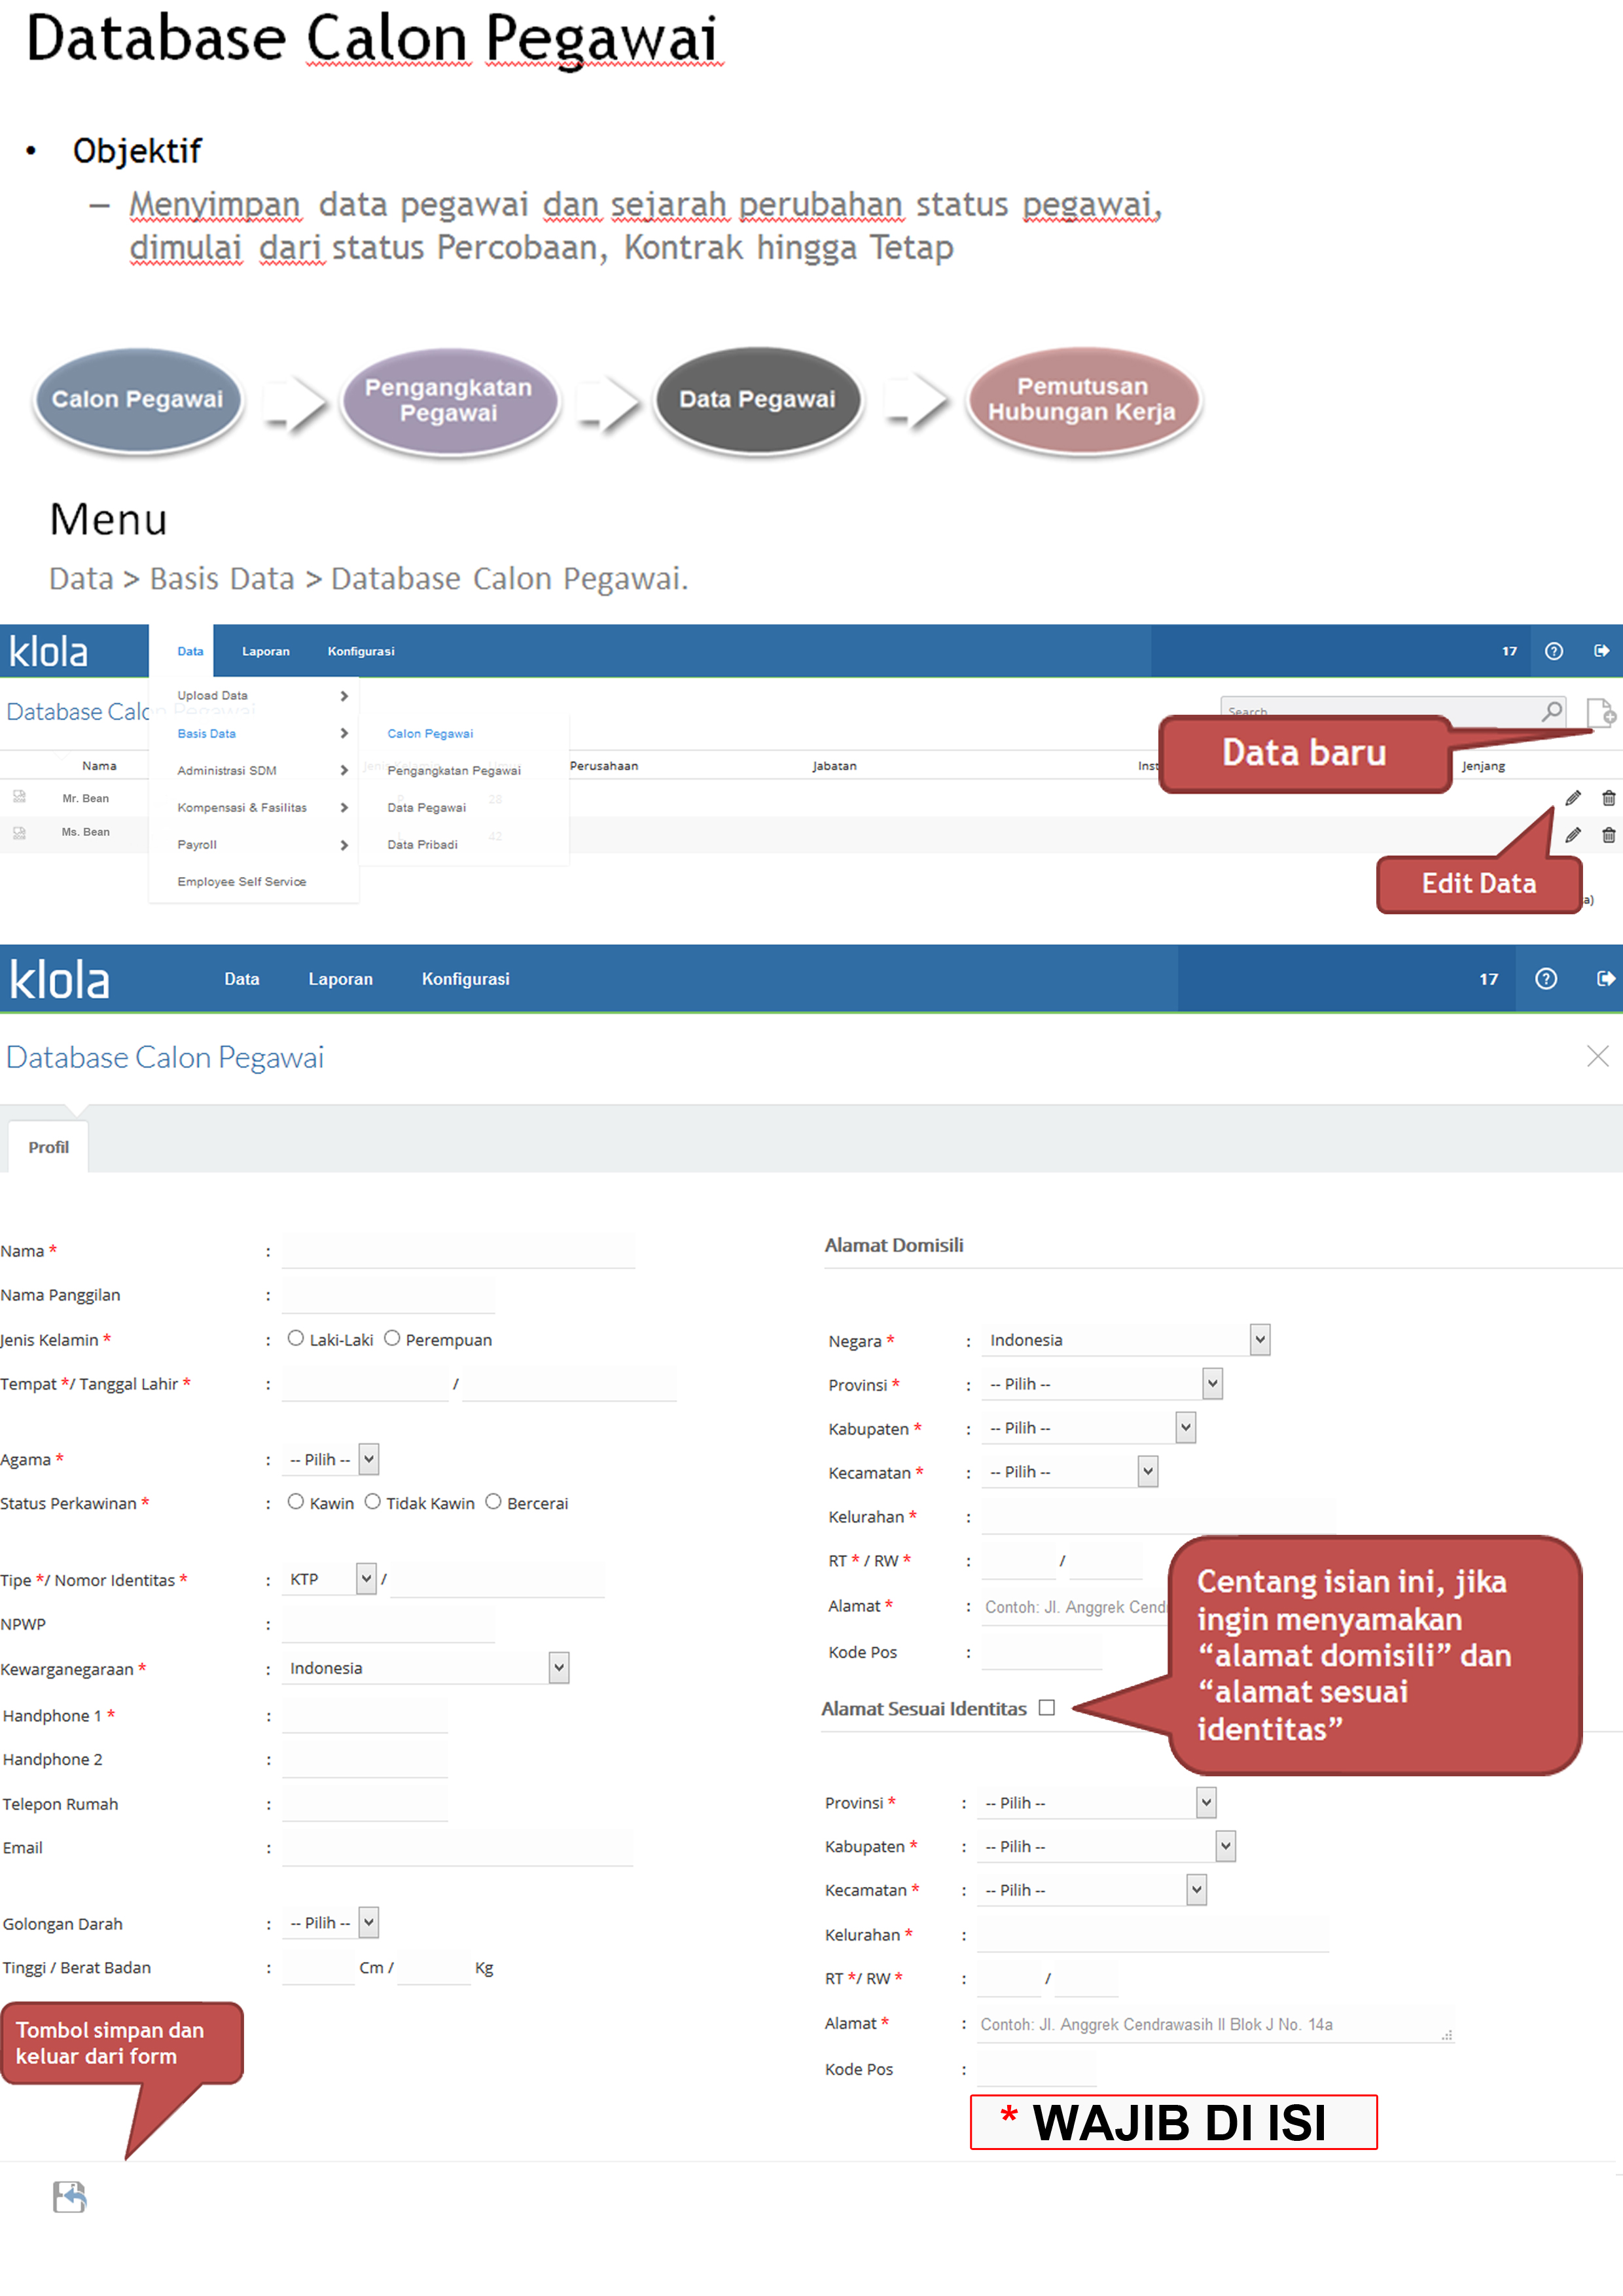 Database Calon Pegawai
• Objektif
– Menyimpan data pegawai dan sejarah perubahan status pegawai,
dimulai dari status Percobaan, Kontrak hingga Tetap
Calon Pegawai
Pengangkatan
Pegawai
Data Pegawai
Pemutusan
Hubungan Kerja
Menu
Data > Basis Data > Database Calon Pegawai.
klola Data Laporan Konfigurasi 17
Database Calon Pegawai Search
Data baru
Nama Jenis Kelamin Perusahaan Jabatan Inst Jenjang
Mr. Bean 28
Ms. Bean 42
Upload Data
Basis Data
Administrasi SDM
Kompensasi & Fasilitas
Payroll
Employee Self Service
Calon Pegawai
Pengangkatan Pegawai
Data Pegawai
Data Pribadi
Edit Data
a)
klola Data Laporan Konfigurasi 17
Database Calon Pegawai
Profil
Nama * :
Nama Panggilan :
Jenis Kelamin * : Laki-Laki Perempuan
Tempat */ Tanggal Lahir * : /
Agama * : -- Pilih --
Status Perkawinan * : Kawin Tidak Kawin Bercerai
Tipe */ Nomor Identitas * : KTP /
NPWP :
Kewarganegaraan * : Indonesia
Handphone 1 * :
Handphone 2 :
Telepon Rumah :
Email :
Golongan Darah : -- Pilih --
Tinggi / Berat Badan : Cm / Kg
Tombol simpan dan
keluar dari form
Alamat Domisili
Negara * : Indonesia
Provinsi * : -- Pilih --
Kabupaten * : -- Pilih --
Kecamatan * : -- Pilih --
Kelurahan * :
RT * / RW * : /
Alamat * : Contoh: Jl. Anggrek Cend
Kode Pos :
Centang isian ini, jika
ingin menyamakan
“alamat domisili” dan
“alamat sesuai
identitas”
Alamat Sesuai Identitas
Provinsi * : -- Pilih --
Kabupaten * : -- Pilih --
Kecamatan * : -- Pilih --
Kelurahan * :
RT */ RW * : /
Alamat * : Contoh: Jl. Anggrek Cendrawasih II Blok J No. 14a
Kode Pos :
* WAJIB DI ISI